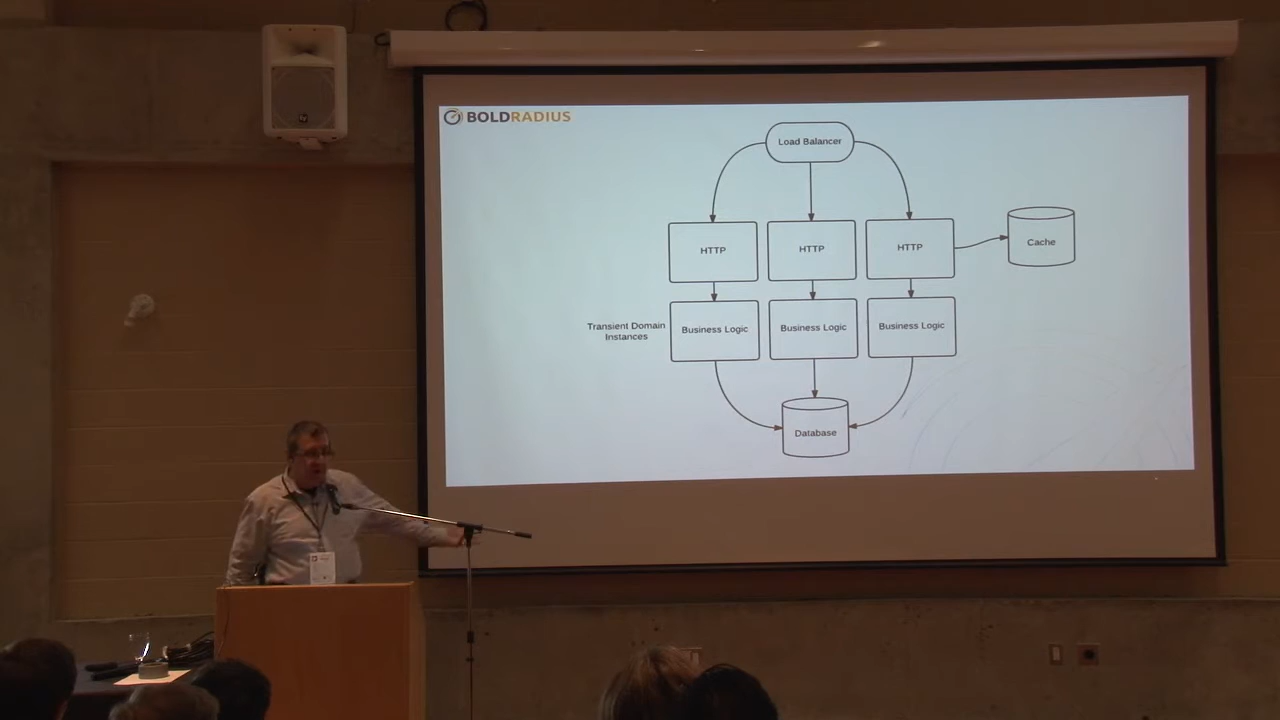 BOLDRADIUS
Load Balancer
HTTP
HTTP
HTTP
Cache
Transient Domain
Instances
Business Logic
Business Logic
Business Logic
Database